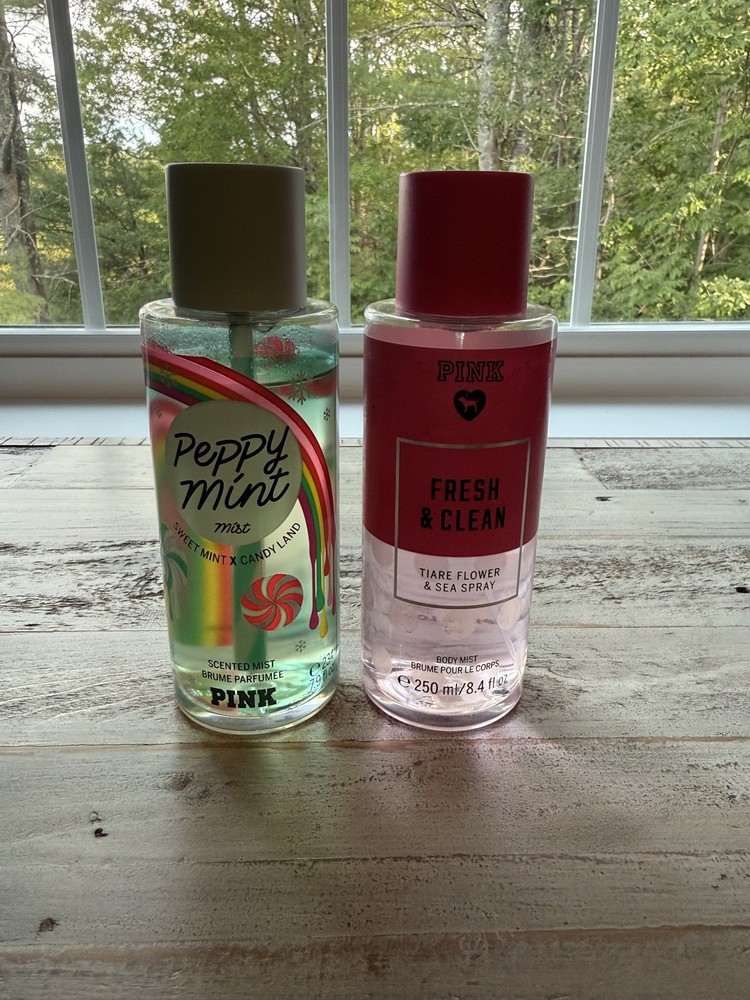 Peppy
mint
mist
SWEET MINT X CANDY LAND
SCENTED MIST
BRUME PARFUMÉE
PINK
PINK
FRESH
& CLEAN
TIARE FLOWER
& SEA SPRAY
BODY MIST
BRUME POUR LE CORPS
℮ 250 ml/8.4 fl oz